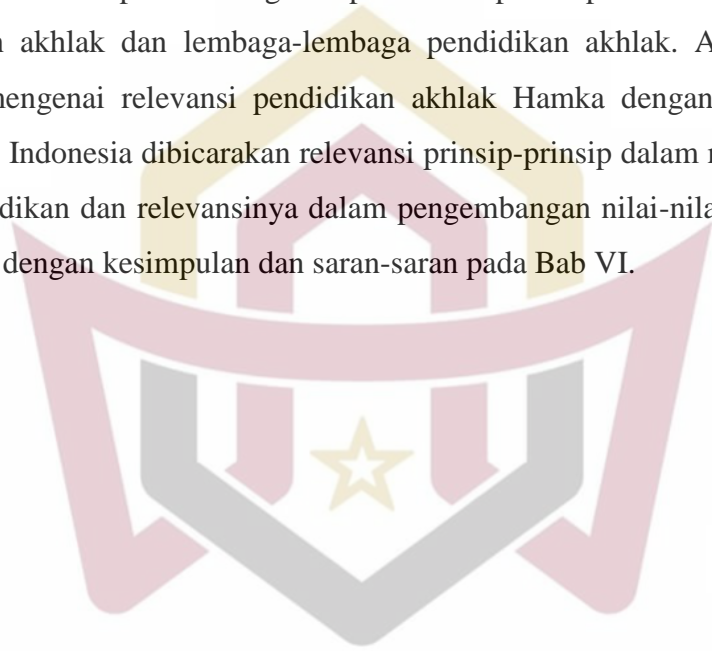 akhlak dan lembaga-lembaga pendidikan akhlak.
mengenai relevansi pendidikan akhlak Hamka dengan
Indonesia dibicarakan relevansi prinsip-prinsip dalam
dan relevansinya dalam pengembangan
dengan kesimpulan dan saran-saran pada Bab VI.